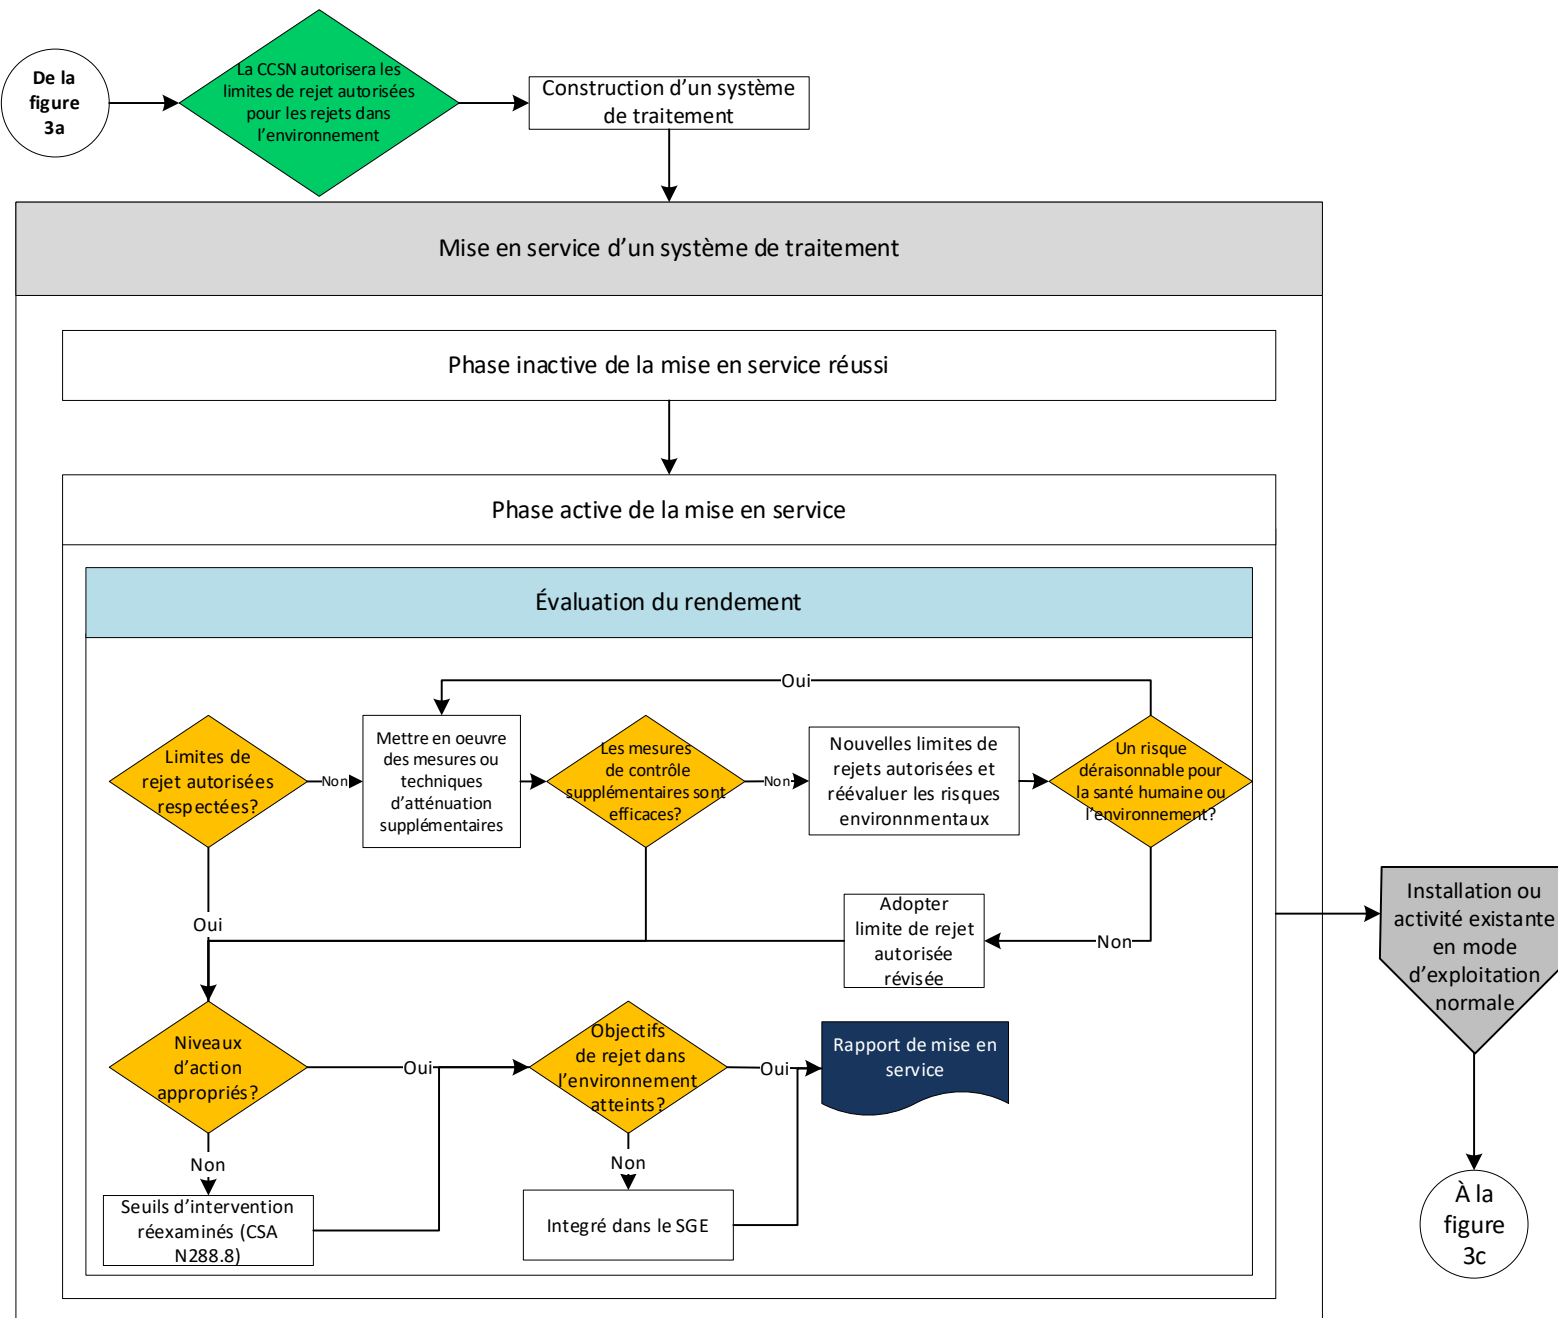 De la
figure
3a
La CCSN autorisera les
limites de rejet autorisées
pour les rejets dans
l'environnement
Construction d'un système
de traitement
Mise en service d'un système de traitement
Phase inactive de la mise en service réussi
Phase active de la mise en service
Évaluation du rendement
Oui
Limites de
rejet autorisées
respectées?
Non
Mettre en oeuvre
des mesures ou
techniques
d'atténuation
supplémentaires
Les mesures
de contrôle
supplémentaires sont
efficaces?
Non
Nouvelles limites de
rejets autorisées et
réévaluer les risques
environnmentaux
Un risque
déraisonnable pour
la santé humaine ou
l'environnement?
Oui
Adopter
limite de rejet
autorisée
révisée
Non
Installation ou
activité existante
en mode
d'exploitation
normale
Niveaux
d'action
appropriés?
Oui
Objectifs
de rejet dans
l'environnement
atteints?
Oui
Rapport de mise en
service
Non
Non
Seuils d'intervention
réexaminés (CSA
N288.8)
Integré dans le SGE
À la
figure
3c